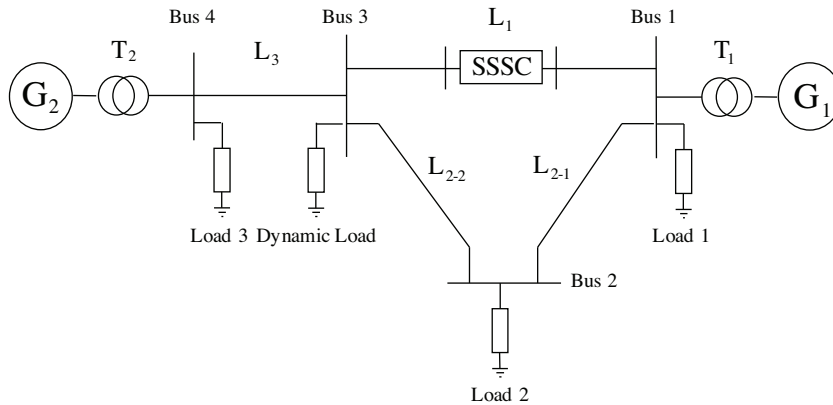 Bus 4
Bus 3
L1
Bus 1
T2
L3
SSSC
T1
G2
G1
L2-2
L2-1
Load 3
Dynamic Load
Load 1
Bus 2
Load 2